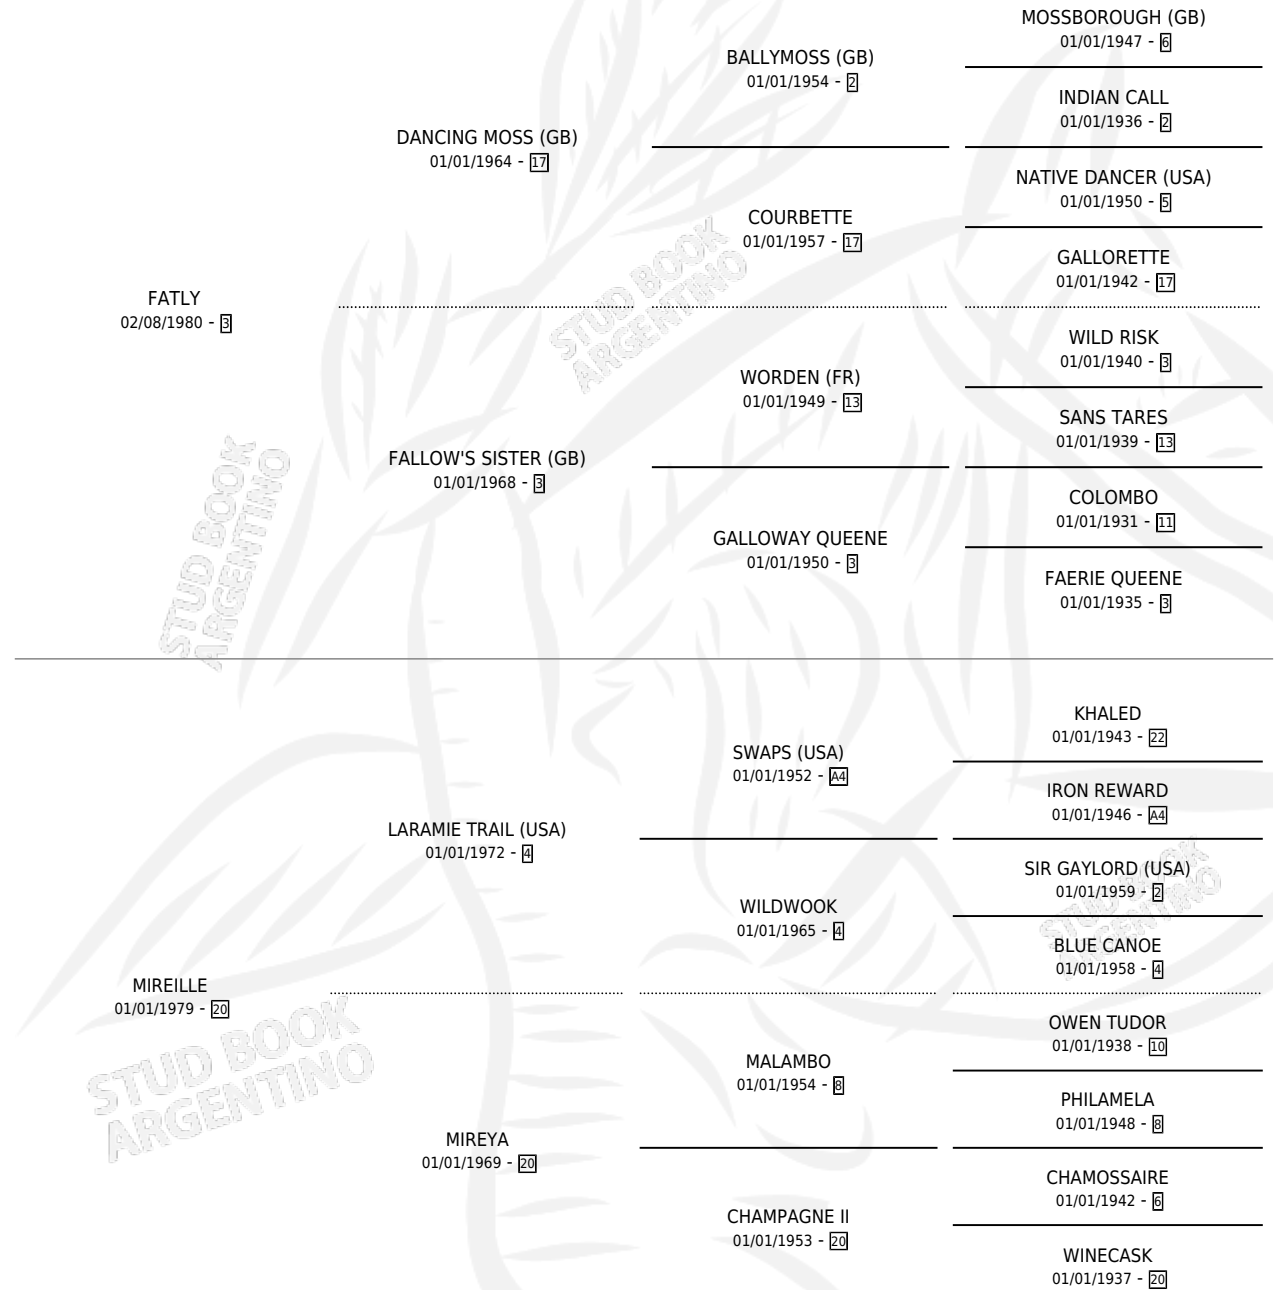 MOSSBOROUGH (GB)
01/01/1947 - 6
BALLYMOSS (GB)
01/01/1954 - 2
INDIAN CALL
01/01/1936 - 2
DANCING MOSS (GB)
01/01/1964 - 17
NATIVE DANCER (USA)
01/01/1950 - 5
COURBETTE
01/01/1957 - 17
GALLORETTE
01/01/1942 - 17
FATLY
02/08/1980 - 3
WILD RISK
01/01/1940 - 3
WORDEN (FR)
01/01/1949 - 13
SANS TARES
01/01/1939 - 13
FALLOW'S SISTER (GB)
01/01/1968 - 3
COLOMBO
01/01/1931 - 11
GALLOWAY QUEENE
01/01/1950 - 3
FAERIE QUEENE
01/01/1935 - 3
STUD BOOK
ARGENTINO
STUD BOOK
ARGENTINO
KHALED
01/01/1943 - 22
SWAPS (USA)
01/01/1952 - A4
IRON REWARD
01/01/1946 - A4
LARAMIE TRAIL (USA)
01/01/1972 - 4
SIR GAYLORD (USA)
01/01/1959 - 2
WILDWOOK
01/01/1965 - 4
BLUE CANOE
01/01/1958 - 4
STUD BOOK
ARGENTINO
MIREILLE
01/01/1979 - 20
OWEN TUDOR
01/01/1938 - 10
MALAMBO
01/01/1954 - 8
PHILAMELA
01/01/1948 - 8
MIREYA
01/01/1969 - 20
CHAMOSSAIRE
01/01/1942 - 6
CHAMPAGNE II
01/01/1953 - 20
WINECASK
01/01/1937 - 20
STUD BOOK
ARGENTINO